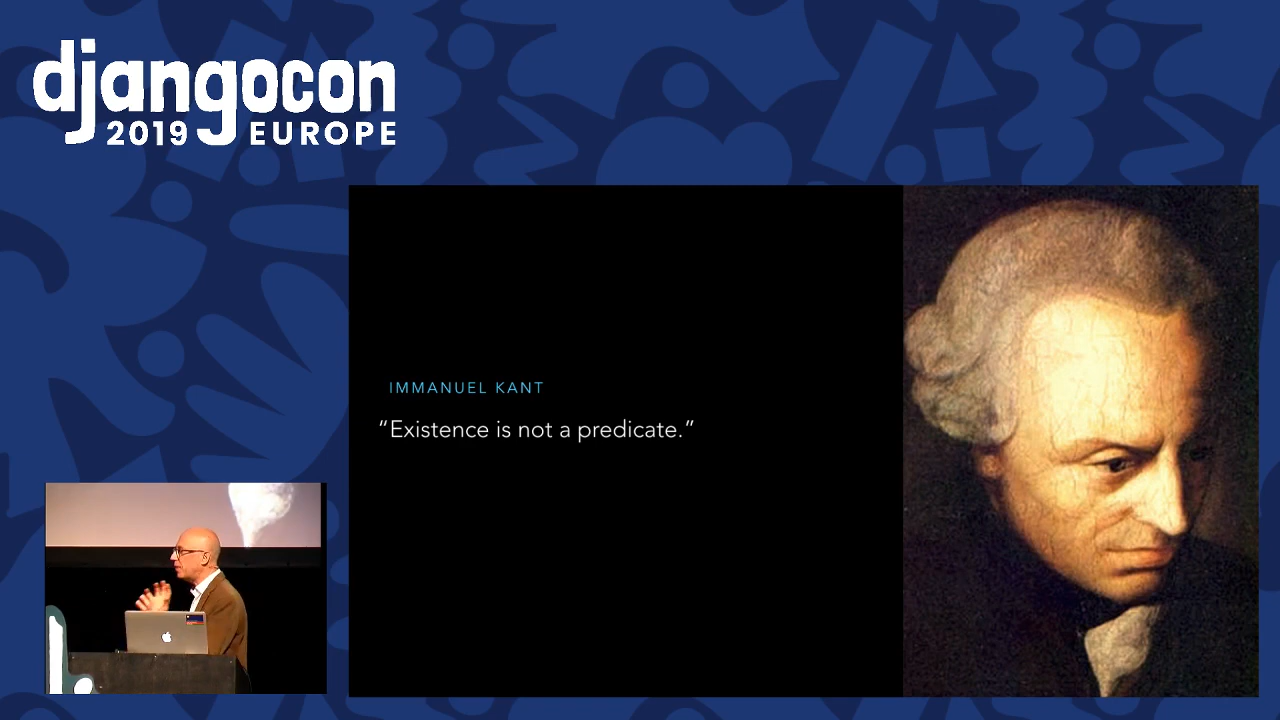 djangocon
2019 EUROPE
IMMANUEL KANT
“Existence is not a predicate.”